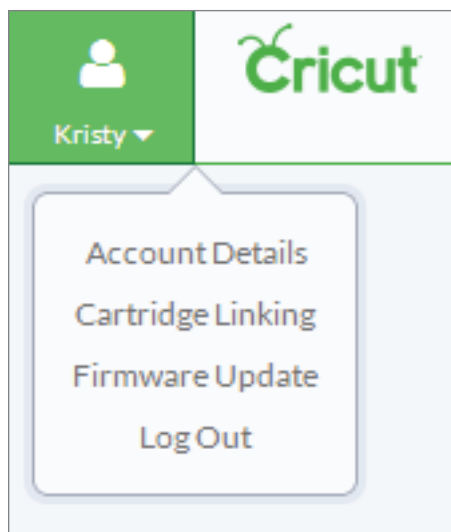 Cricut
Kristy
Account Details
Cartridge Linking
Firmware Update
Log Out